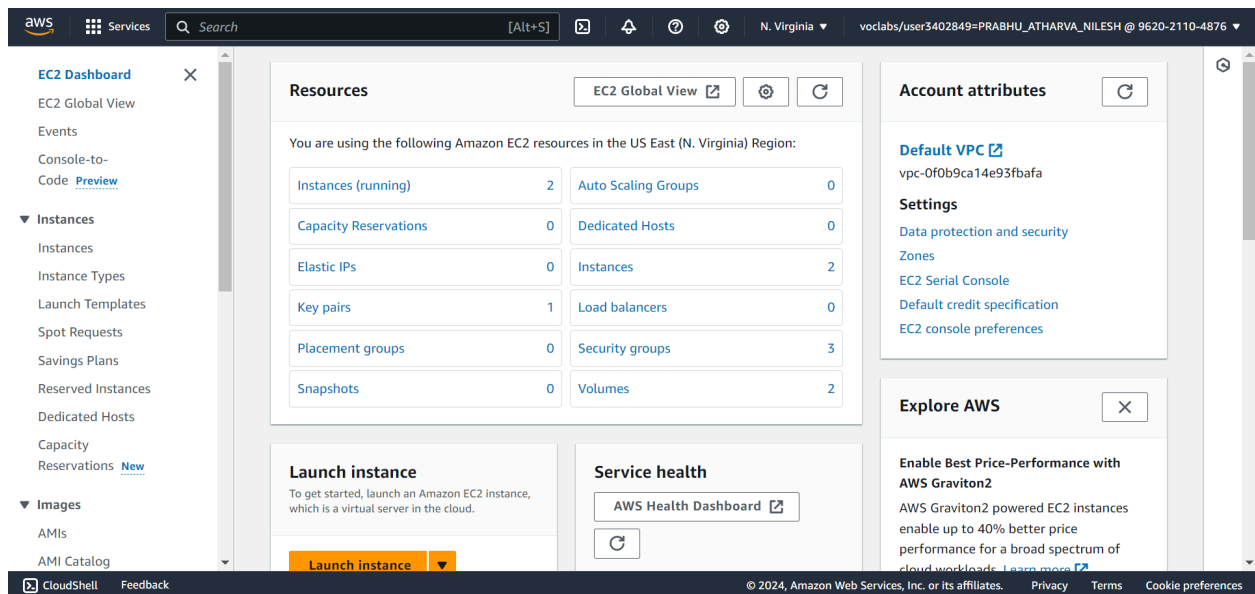 aws Services Search [Alt+S] N. Virginia ▼ voclabs/user3402849=PRABHU_ATHARVA_NILESH @ 9620-2110-4876 ▼
EC2 Dashboard
EC2 Global View
Events
Console-to-
Code Preview
Instances
Instances
Instance Types
Launch Templates
Spot Requests
Savings Plans
Reserved Instances
Dedicated Hosts
Capacity
Reservations New
Images
AMIs
AMI Catalog
Resources
EC2 Global View
You are using the following Amazon EC2 resources in the US East (N. Virginia) Region:
Instances (running) 2 Auto Scaling Groups 0
Capacity Reservations 0 Dedicated Hosts 0
Elastic IPs 0 Instances 2
Key pairs 1 Load balancers 0
Placement groups 0 Security groups 3
Snapshots 0 Volumes 2
Launch instance
To get started, launch an Amazon EC2 instance,
which is a virtual server in the cloud.
Launch instance
Service health
AWS Health Dashboard
Account attributes
Default VPC
vpc-0f0b9ca14e93fbafa
Settings
Data protection and security
Zones
EC2 Serial Console
Default credit specification
EC2 console preferences
Explore AWS
Enable Best Price-Performance with
AWS Graviton2
AWS Graviton2 powered EC2 instances
enable up to 40% better price
performance for a broad spectrum of
cloud workloads. Learn more
CloudShell Feedback © 2024, Amazon Web Services, Inc. or its affiliates. Privacy Terms Cookie preferences